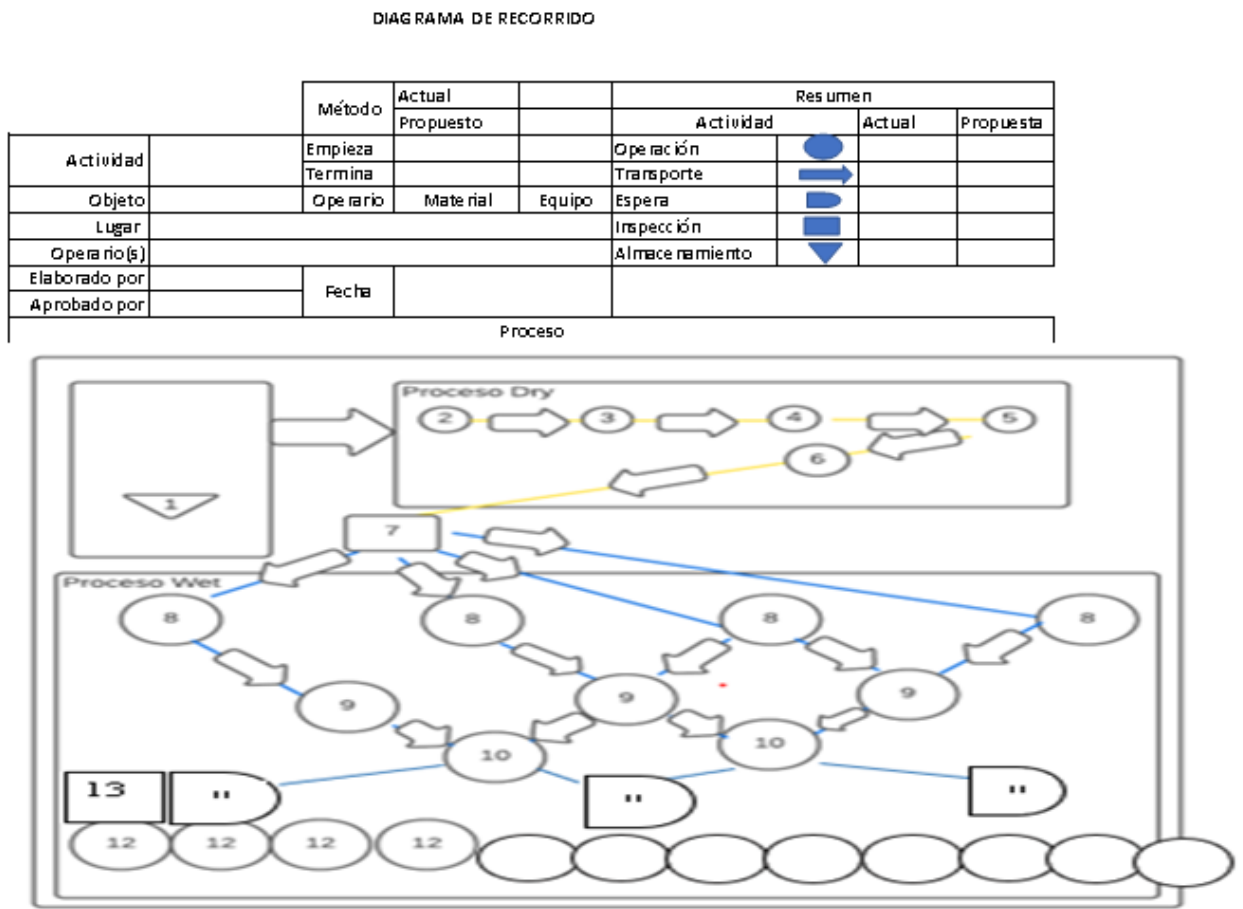 DIAGRAMA DE RECORRIDO
Método Actual Resumen
Propuesto Actividad Actual Propuesta
Actividad Empieza Operación
Termina Transporte
Objeto Operario Material Equipo Espera
Lugar Inspección
Operario(s) Almacenamiento
Elaborado por Fecha
Aprobado por
Proceso
Proceso Dry
2 3 4 5
6
1
7
Proceso Wet
8 8 8 8
9 9 9
10 10
13 " " "
12 12 12 12